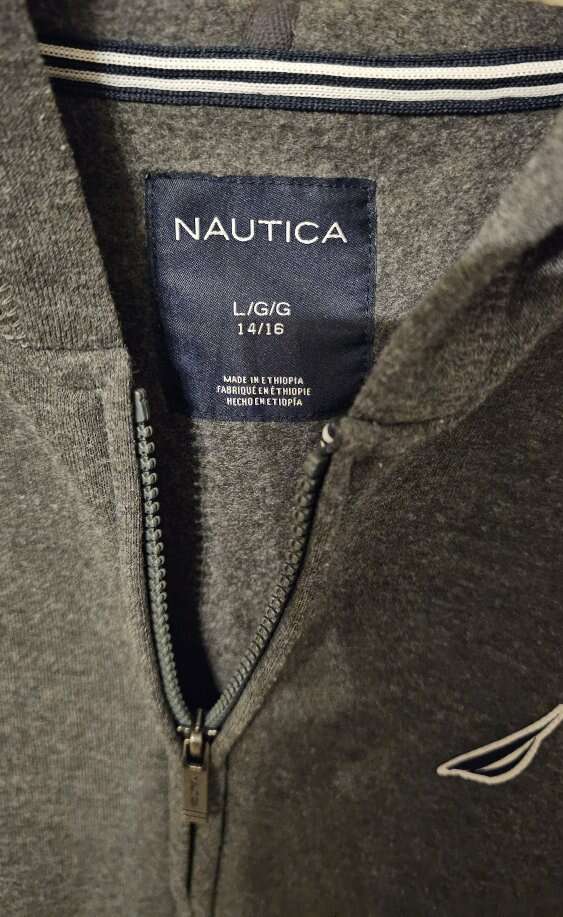 NAUTICA
L/G/G
14/16
MADE IN ETHIOPIA
FABRIQUÉ EN ÉTHIOPIE
HECHO EN ETIOPÍA